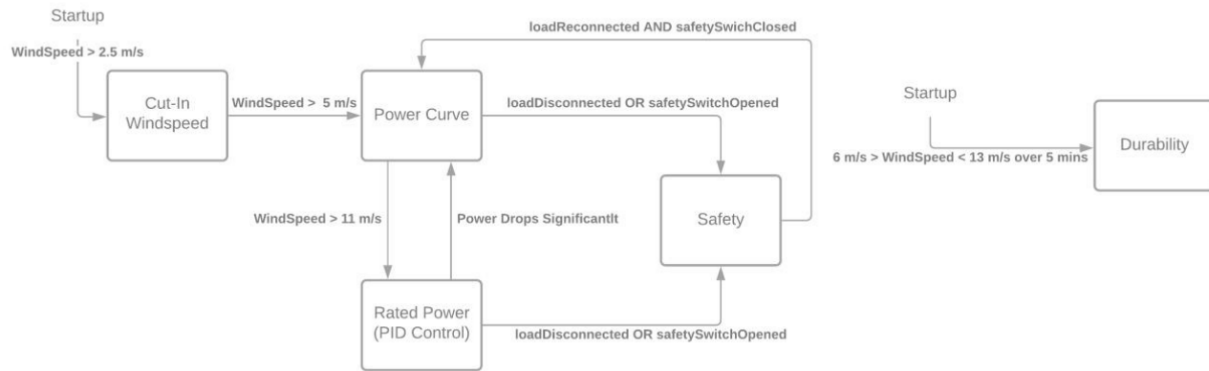 Startup
WindSpeed > 2.5 m/s
Cut-In
Windspeed
WindSpeed > 5 m/s
Power Curve
loadReconnected AND safetySwichClosed
loadDisconnected OR safetySwitchOpened
WindSpeed > 11 m/s
Power Drops Significantlt
Safety
Rated Power
(PID Control)
loadDisconnected OR safetySwitchOpened
Startup
6 m/s > WindSpeed < 13 m/s over 5 mins
Durability